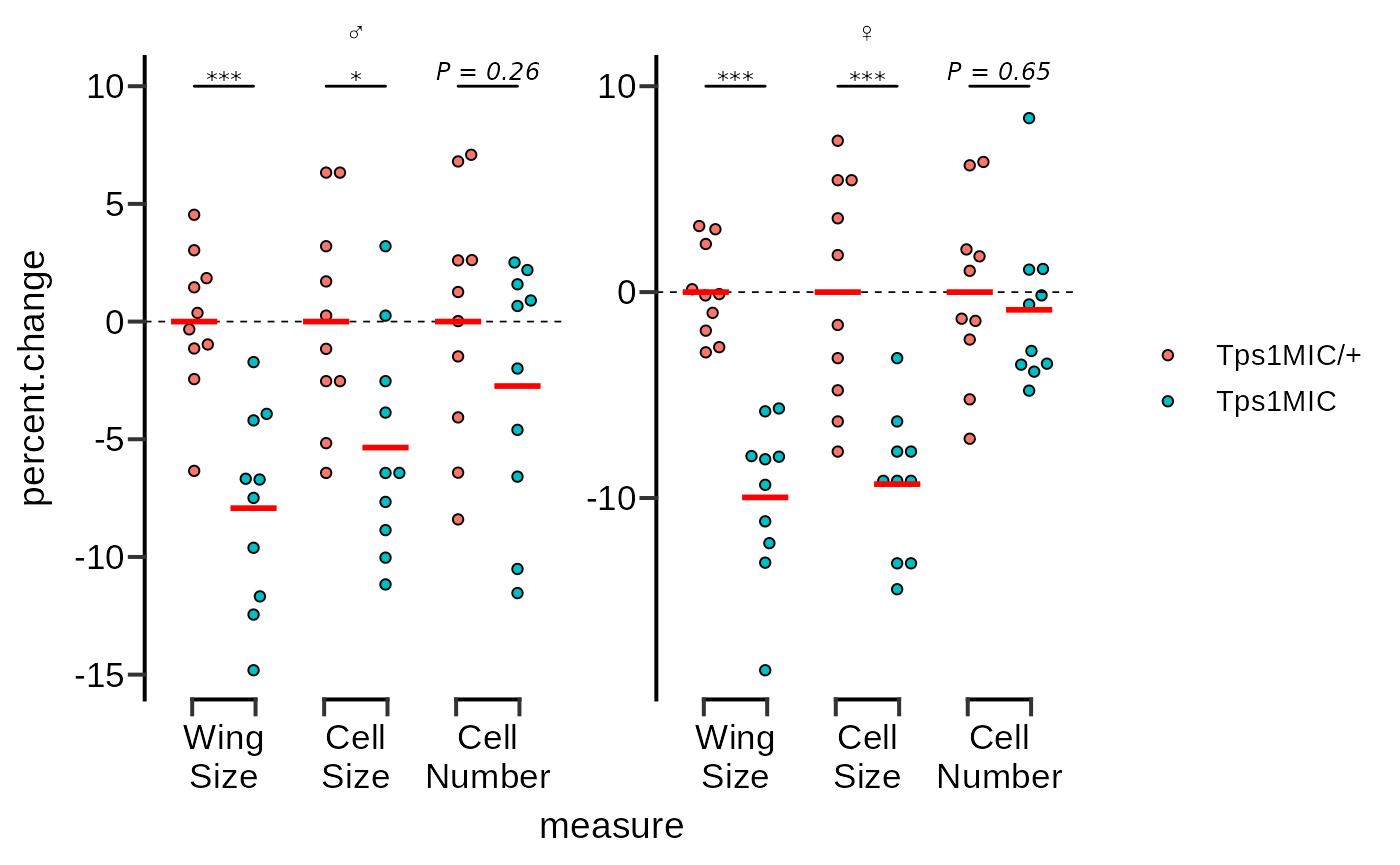 ♂
♀
percent.change
10
5
0
-5
-10
-15
***
*
P = 0.26
10
0
-10
***
***
P = 0.65
Wing
Size
Cell
Size
Cell
Number
Wing
Size
Cell
Size
Cell
Number
measure
Tps1MIC/+
Tps1MIC